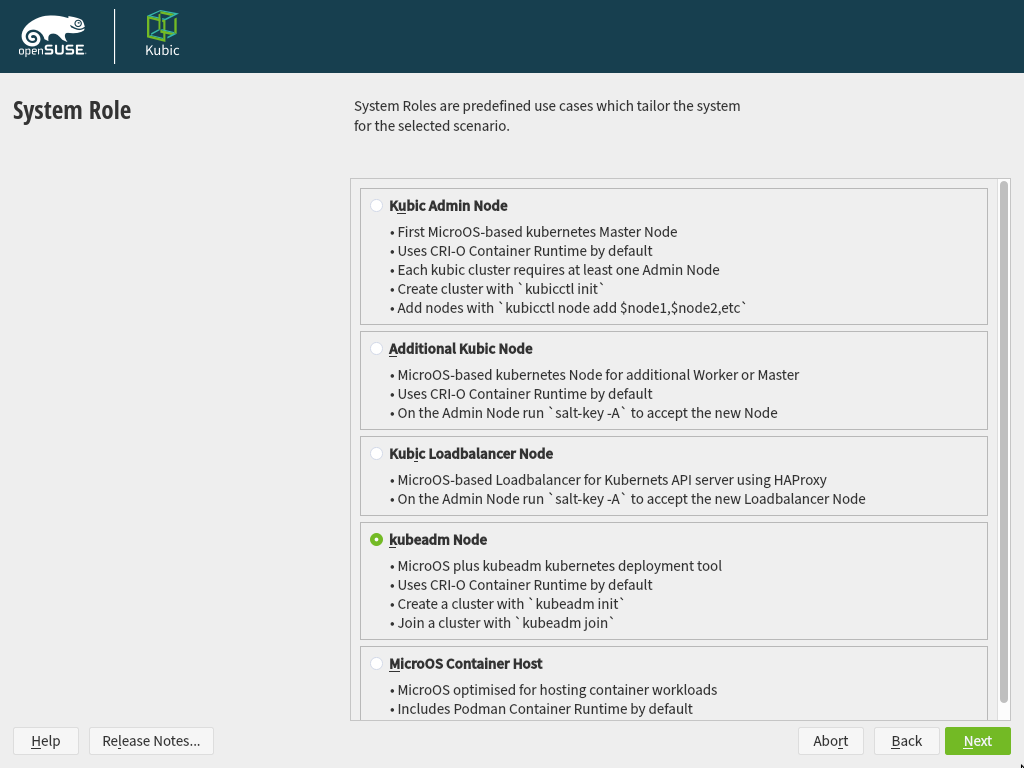 openSUSE
Kubic
System Role
System Roles are predefined use cases which tailor the system
for the selected scenario.
Kubic Admin Node
• First MicroOS-based kubernetes Master Node
• Uses CRI-O Container Runtime by default
• Each kubic cluster requires at least one Admin Node
• Create cluster with `kubicctl init`
• Add nodes with `kubicctl node add $node1,$node2,etc`
Additional Kubic Node
• MicroOS-based kubernetes Node for additional Worker or Master
• Uses CRI-O Container Runtime by default
• On the Admin Node run `salt-key -A` to accept the new Node
Kubic Loadbalancer Node
• MicroOS-based Loadbalancer for Kubernets API server using HAProxy
• On the Admin Node run `salt-key -A` to accept the new Loadbalancer Node
kubeadm Node
• MicroOS plus kubeadm kubernetes deployment tool
• Uses CRI-O Container Runtime by default
• Create a cluster with `kubeadm init`
• Join a cluster with `kubeadm join`
MicroOS Container Host
• MicroOS optimised for hosting container workloads
• Includes Podman Container Runtime by default
Help Release Notes... Abort Back Next